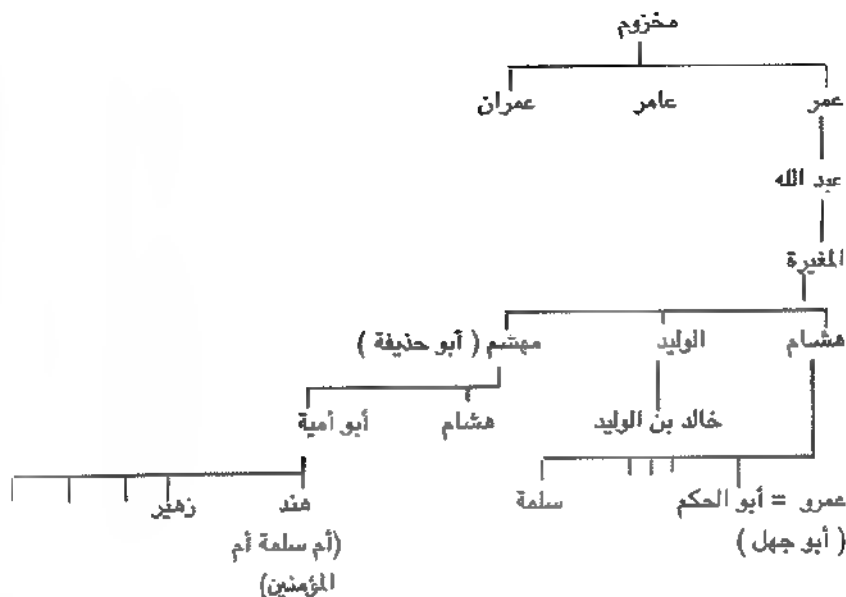 مخزوم
عمر عامر عمران
عبد الله
المغيرة
هشام الوليد مهشم ( أبو حذيفة )
خالد بن الوليد هشام أبو أمية
عمرو = أبو الحكم سلمة هند زهير
( أبو جهل ) (أم سلمة أم
المؤمنين)